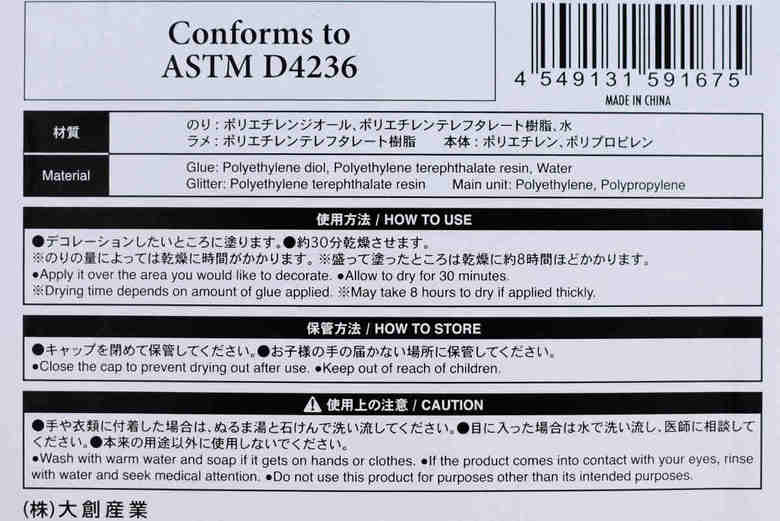 Conforms to
ASTM D4236
4 549131 591675
MADE IN CHINA
材質
のり：ポリエチレンジオール、ポリエチレンテレフタレート樹脂、水
ラメ：ポリエチレンテレフタレート樹脂　本体：ポリエチレン、ポリプロピレン
Material
Glue: Polyethylene diol, Polyethylene terephthalate resin, Water
Glitter: Polyethylene terephthalate resin　Main unit: Polyethylene, Polypropylene
使用方法 / HOW TO USE
●デコレーションしたいところに塗ります。●約30分乾燥させます。
※のりの量によっては乾燥に時間がかかります。※盛って塗ったところは乾燥に約8時間ほどかかります。
●Apply it over the area you would like to decorate. ●Allow to dry for 30 minutes.
※Drying time depends on amount of glue applied. ※May take 8 hours to dry if applied thickly.
保管方法 / HOW TO STORE
●キャップを閉めて保管してください。●お子様の手の届かない場所に保管してください。
●Close the cap to prevent drying out after use. ●Keep out of reach of children.
使用上の注意 / CAUTION
●手や衣類に付着した場合は、ぬるま湯と石けんで洗い流してください。●目に入った場合は水で洗い流し、医師に相談して
ください。●本来の用途以外に使用しないでください。
●Wash with warm water and soap if it gets on hands or clothes. ●If the product comes into contact with your eyes, rinse
with water and seek medical attention. ●Do not use this product for purposes other than its intended purposes.
(株)大創産業